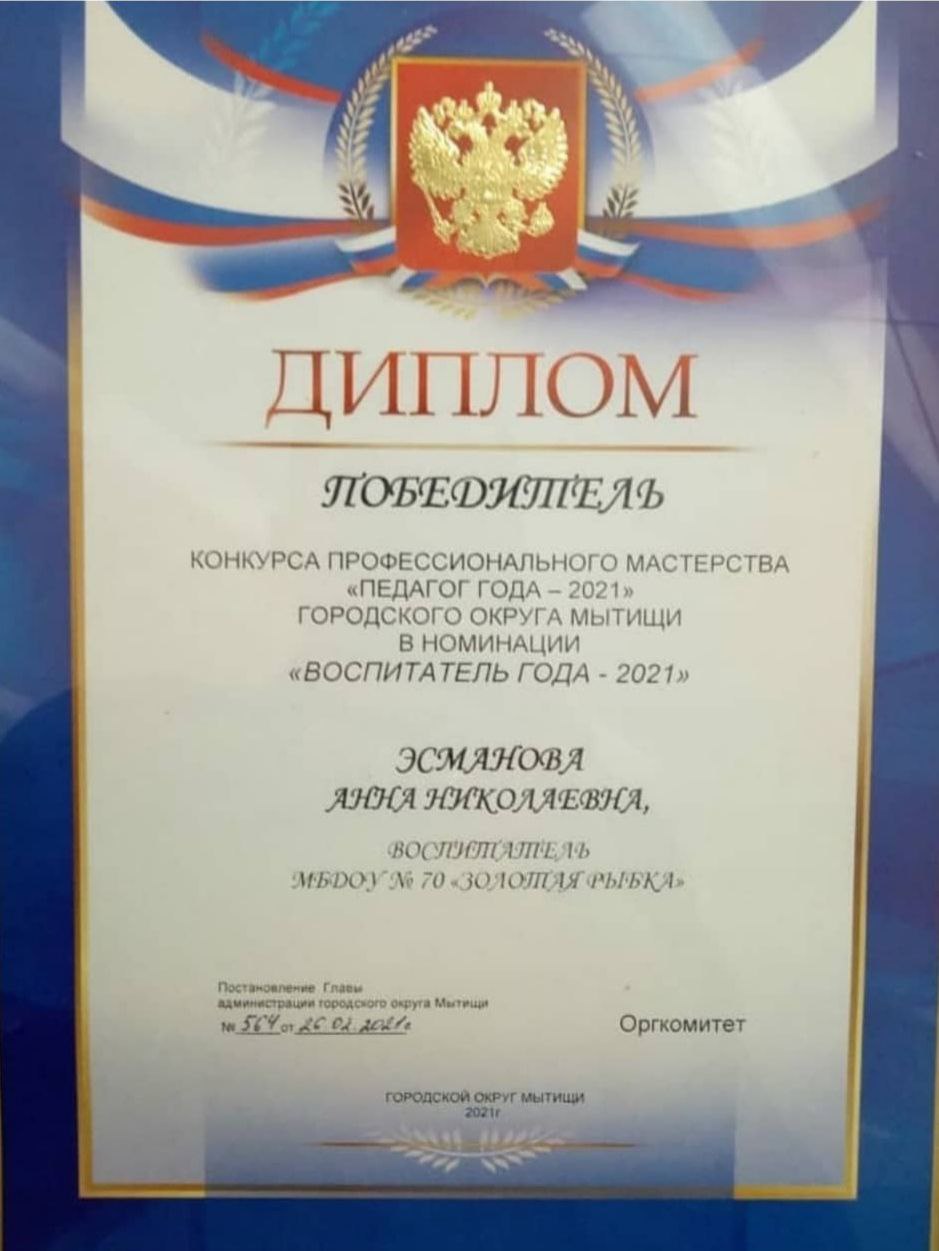 ДИПЛОМ
ПОБЕДИТЕЛЬ
КОНКУРСА ПРОФЕССИОНАЛЬНОГО МАСТЕРСТВА
«ПЕДАГОГ ГОДА – 2021»
ГОРОДСКОГО ОКРУГА МЫТИЩИ
В НОМИНАЦИИ
«ВОСПИТАТЕЛЬ ГОДА - 2021»
ЭСМАНОВА
АННА НИКОЛАЕВНА,
ВОСПИТАТЕЛЬ
МБДОУ № 70 «ЗОЛОТАЯ РЫБКА»
Постановление Главы
администрации городского округа Мытищи
№ 564 от 26.02.2021г
Оргкомитет
ГОРОДСКОЙ ОКРУГ МЫТИЩИ
2021г